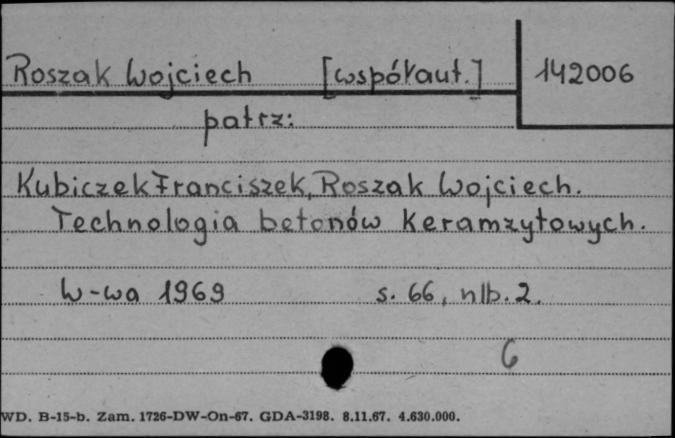 Roszak Wojciech [współaut.] 142006
patrz:
Kubiczek Franciszek, Roszak Wojciech.
Technologia betonów keramzytowych.
W-wa 1969 s. 66, nlb. 2.
6
WD. B-15-b. Zam. 1726-DW-On-67. GDA-3198. 8.11.67. 4.630.000.